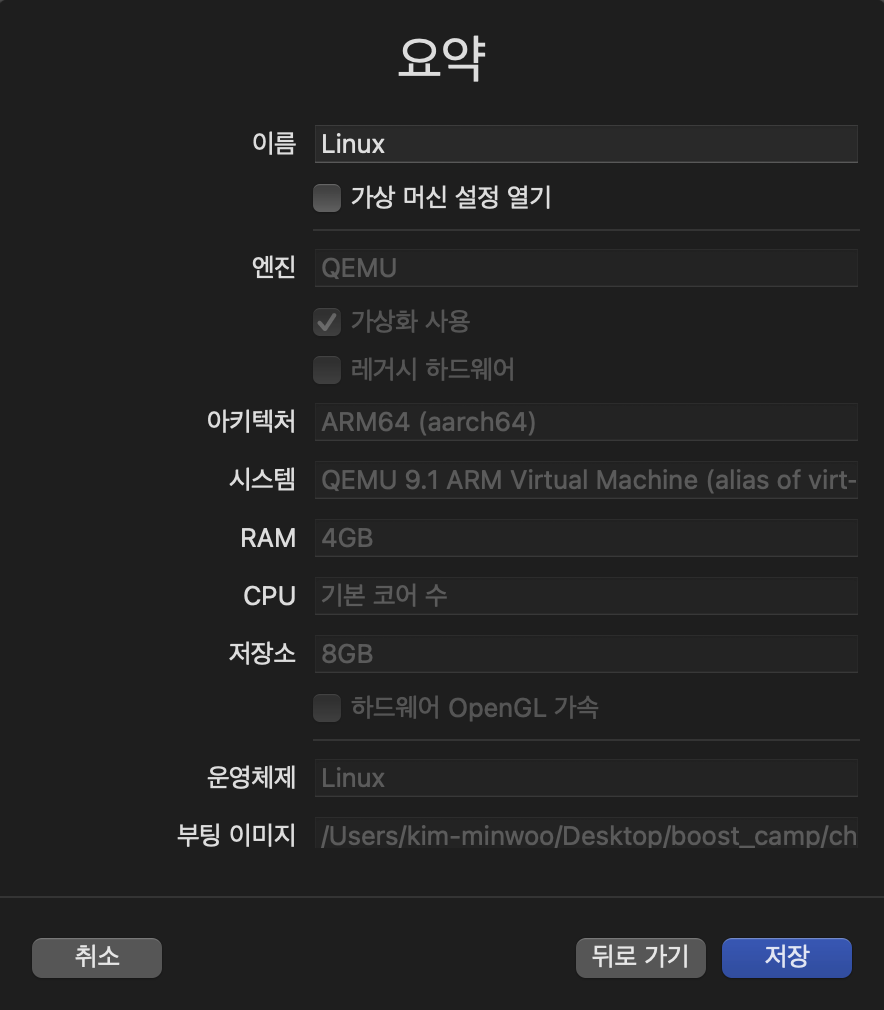 요약
이름 Linux
가상 머신 설정 열기
엔진 QEMU
가상화 사용
레거시 하드웨어
아키텍처 ARM64 (aarch64)
시스템 QEMU 9.1 ARM Virtual Machine (alias of virt-
RAM 4GB
CPU 기본 코어 수
저장소 8GB
하드웨어 OpenGL 가속
운영체제 Linux
부팅 이미지 /Users/kim-minwoo/Desktop/boost_camp/ch
취소 뒤로 가기 저장